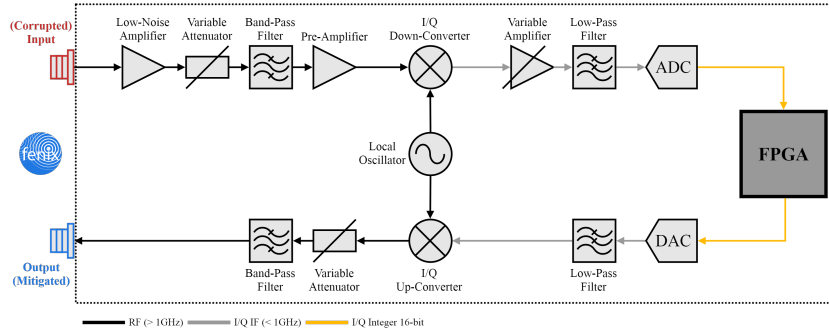 (Corrupted)
Input
Low-Noise
Amplifier
Variable
Attenuator
Band-Pass
Filter
Pre-Amplifier
I/Q
Down-Converter
Variable
Amplifier
Low-Pass
Filter
ADC
fenix
Local
Oscillator
FPGA
Output
(Mitigated)
Band-Pass
Filter
Variable
Attenuator
I/Q
Up-Converter
Low-Pass
Filter
DAC
RF (> 1GHz)
I/Q IF (< 1GHz)
I/Q Integer 16-bit